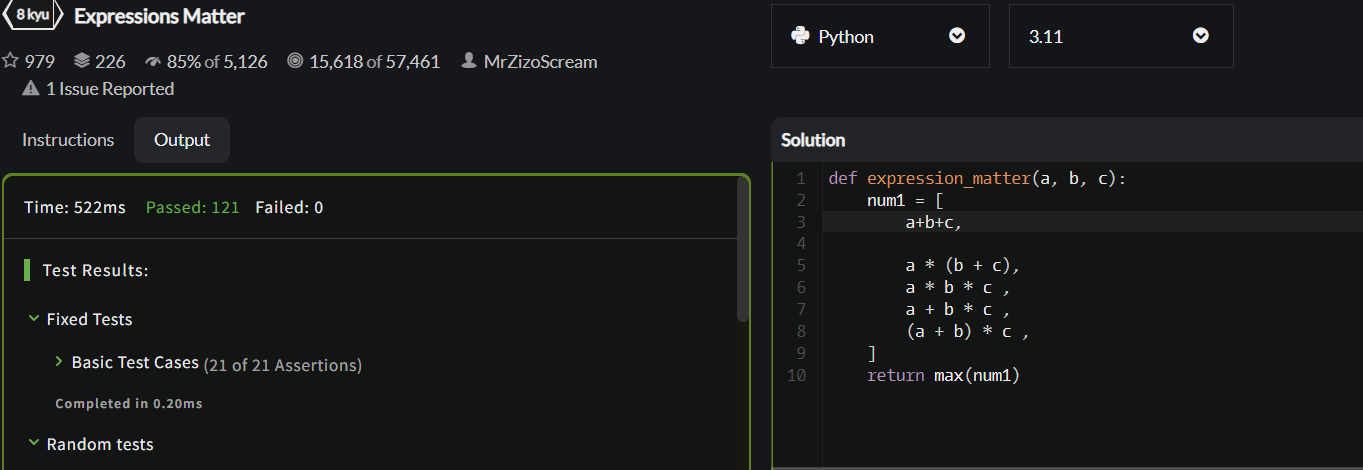 8 kyu Expressions Matter
979 226 85% of 5,126 15,618 of 57,461 MrZizoScream
1 Issue Reported
Instructions Output
Time: 522ms Passed: 121 Failed: 0
Test Results:
Fixed Tests
Basic Test Cases (21 of 21 Assertions)
Completed in 0.20ms
Random tests
Python 3.11
Solution
1 def expression_matter(a, b, c):
2     num1 = [
3         a+b+c,
4
5         a * (b + c),
6         a * b * c ,
7         a + b * c ,
8         (a + b) * c ,
9     ]
10     return max(num1)